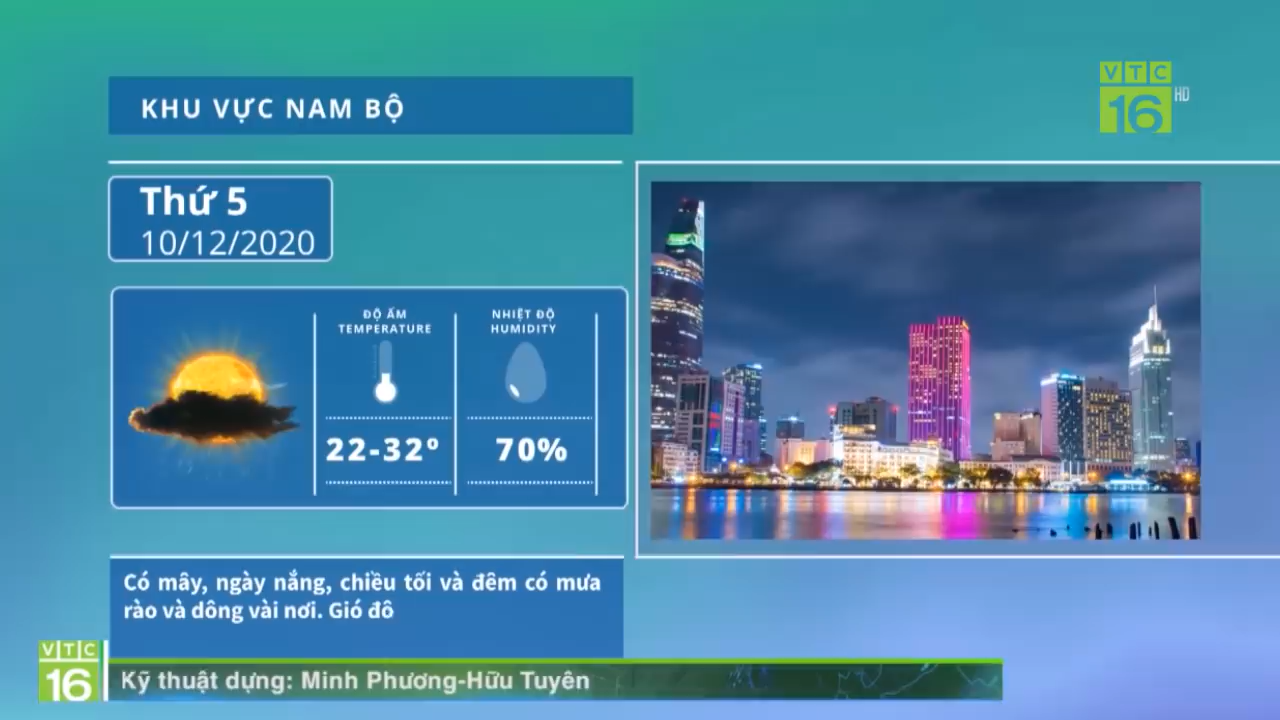 KHU VỰC NAM BỘ
VTC
16 HD
Thứ 5
10/12/2020
ĐỘ ẨM
TEMPERATURE
22-32º
NHIỆT ĐỘ
HUMIDITY
70%
Có mây, ngày nắng, chiều tối và đêm có mưa
rào và dông vài nơi. Gió đô
VTC
16
Kỹ thuật dựng: Minh Phương-Hữu Tuyên